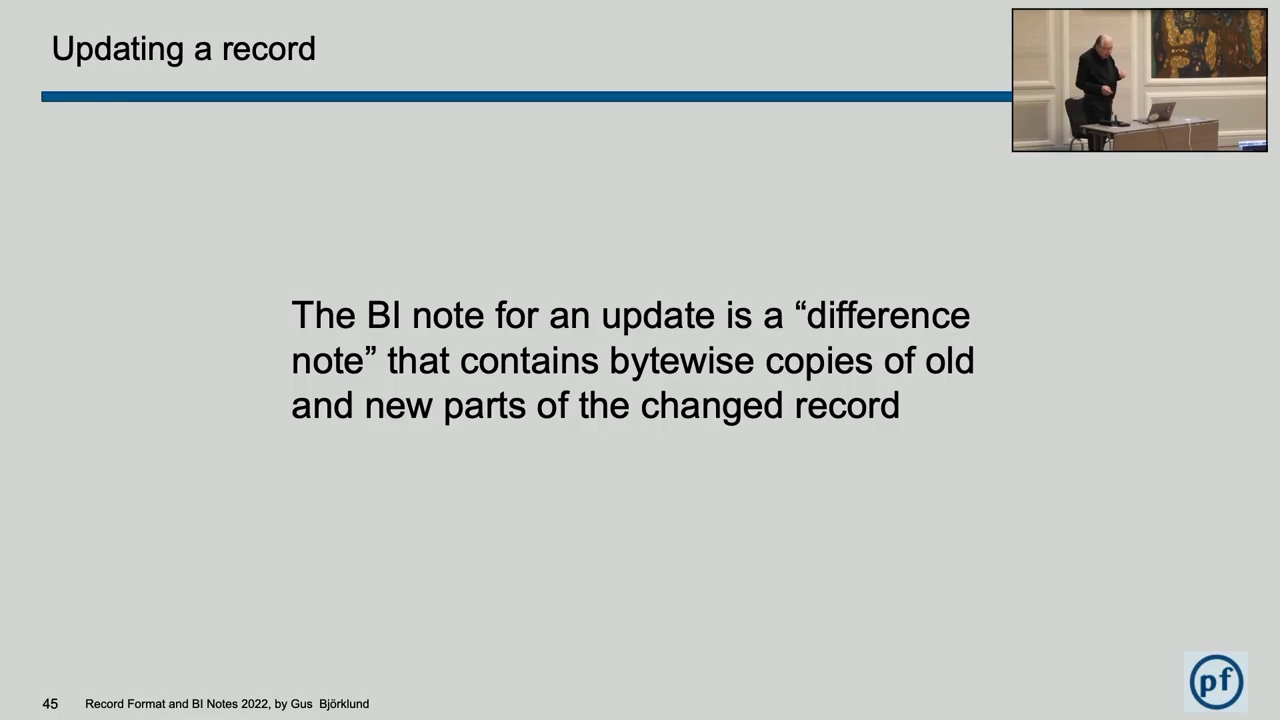 Updating a record
The BI note for an update is a “difference
note” that contains bytewise copies of old
and new parts of the changed record
45 Record Format and BI Notes 2022, by Gus Björklund
pf